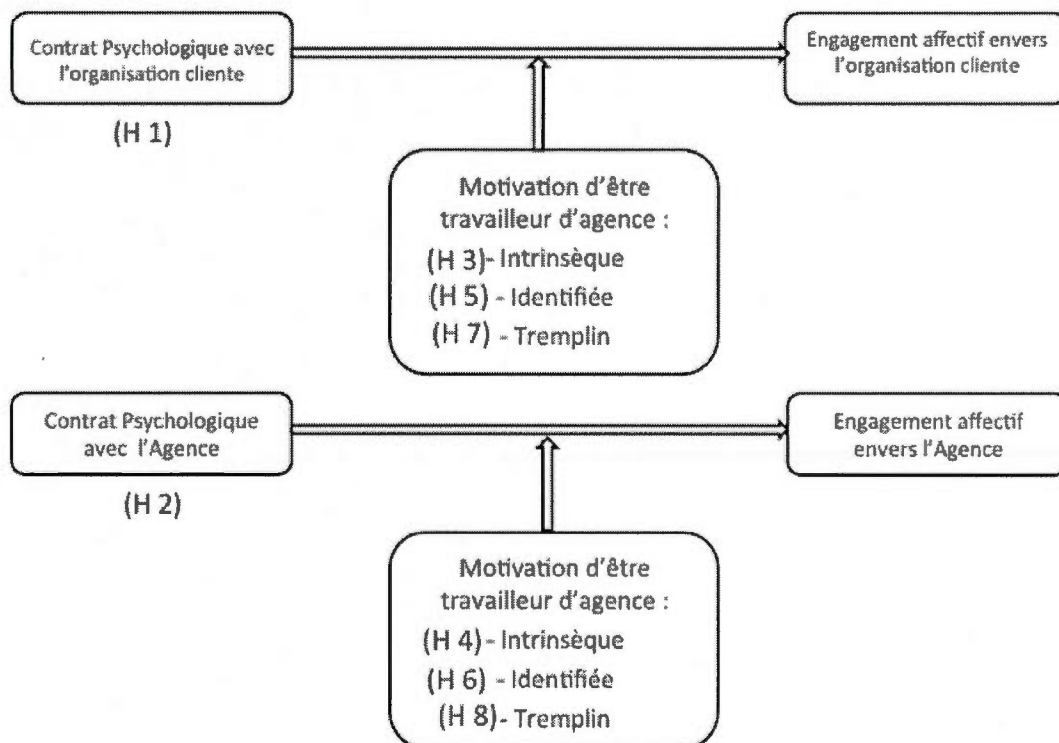 Contrat Psychologique avec
l'organisation cliente
(H 1)
Engagement affectif envers
l'organisation cliente
Motivation d'être
travailleur d'agence :
(H 3)- Intrinsèque
(H 5) - Identifiée
(H 7) - Tremplin
Contrat Psychologique
avec l'Agence
(H 2)
Engagement affectif
envers l'Agence
Motivation d'être
travailleur d'agence :
(H 4)- Intrinsèque
(H 6) - Identifiée
(H 8)- Tremplin